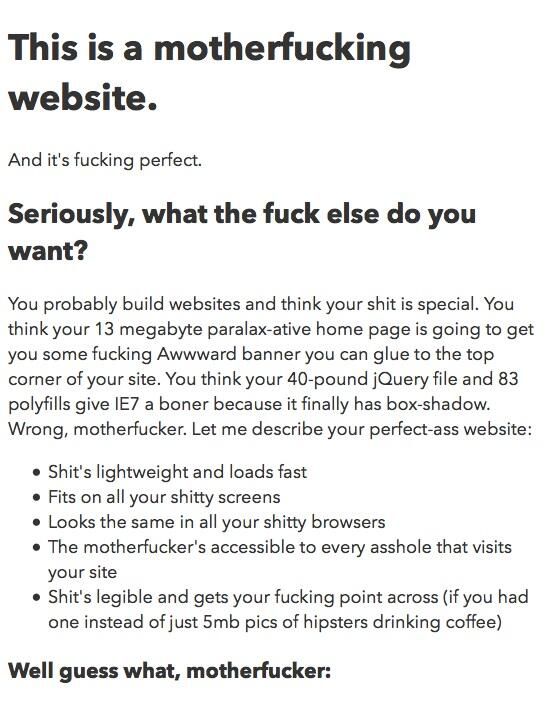 This is a motherfucking
website.
And it's fucking perfect.
Seriously, what the fuck else do you
want?
You probably build websites and think your shit is special. You
think your 13 megabyte paralax-ative home page is going to get
you some fucking Awwward banner you can glue to the top
corner of your site. You think your 40-pound jQuery file and 83
polyfills give IE7 a boner because it finally has box-shadow.
Wrong, motherfucker. Let me describe your perfect-ass website:
• Shit's lightweight and loads fast
• Fits on all your shitty screens
• Looks the same in all your shitty browsers
• The motherfucker's accessible to every asshole that visits
your site
• Shit's legible and gets your fucking point across (if you had
one instead of just 5mb pics of hipsters drinking coffee)
Well guess what, motherfucker: